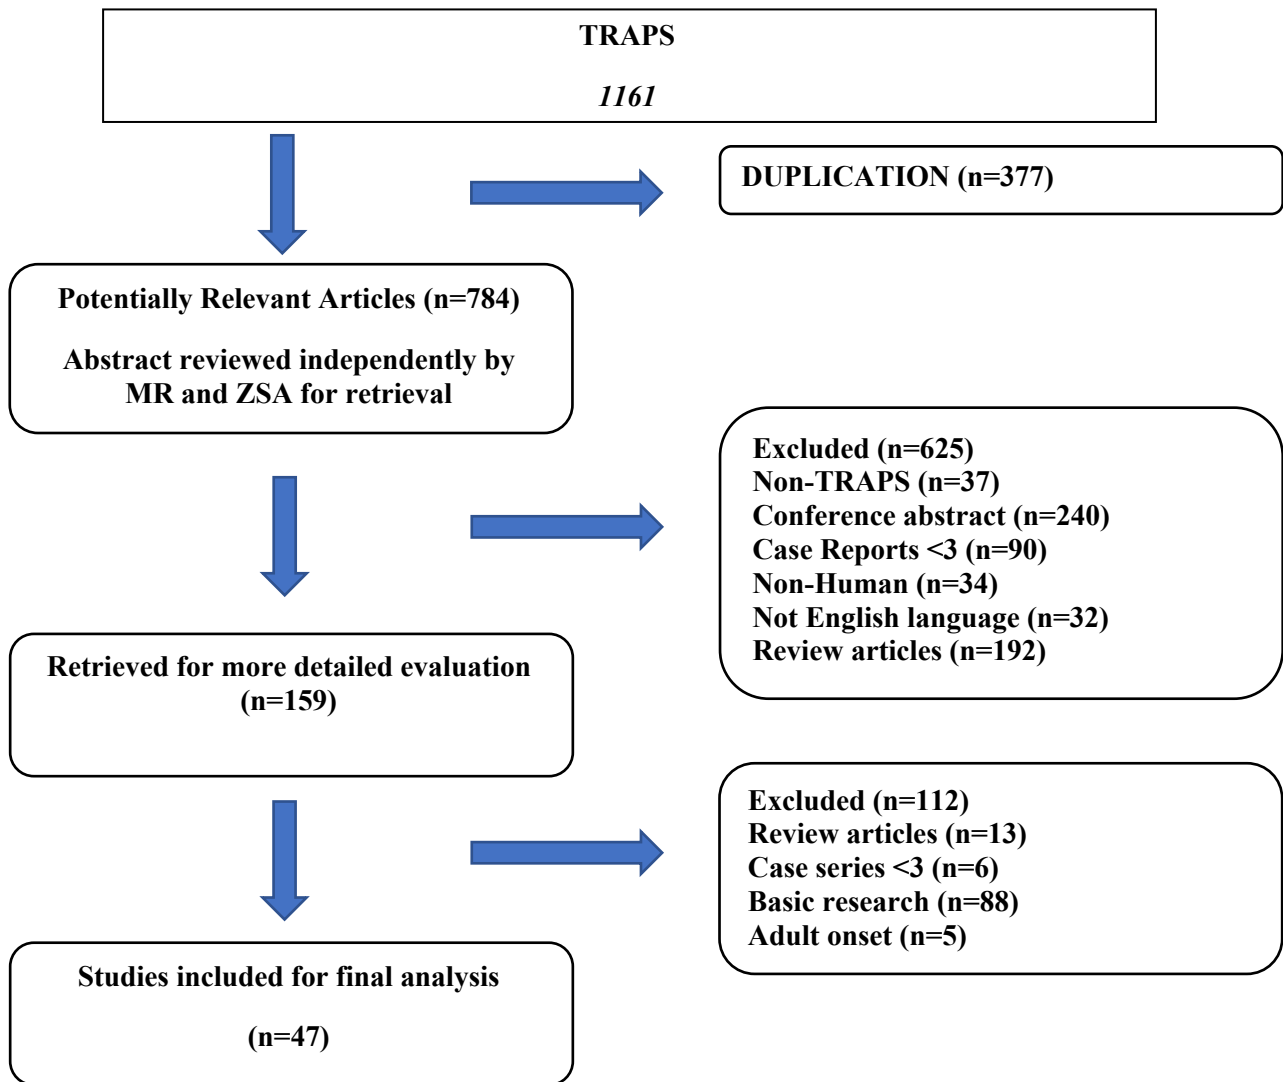 TRAPS
1161
DUPLICATION (n=377)
Potentially Relevant Articles (n=784)
Abstract reviewed independently by
MR and ZSA for retrieval
Excluded (n=625)
Non-TRAPS (n=37)
Conference abstract (n=240)
Case Reports <3 (n=90)
Non-Human (n=34)
Not English language (n=32)
Review articles (n=192)
Retrieved for more detailed evaluation
(n=159)
Excluded (n=112)
Review articles (n=13)
Case series <3 (n=6)
Basic research (n=88)
Adult onset (n=5)
Studies included for final analysis
(n=47)